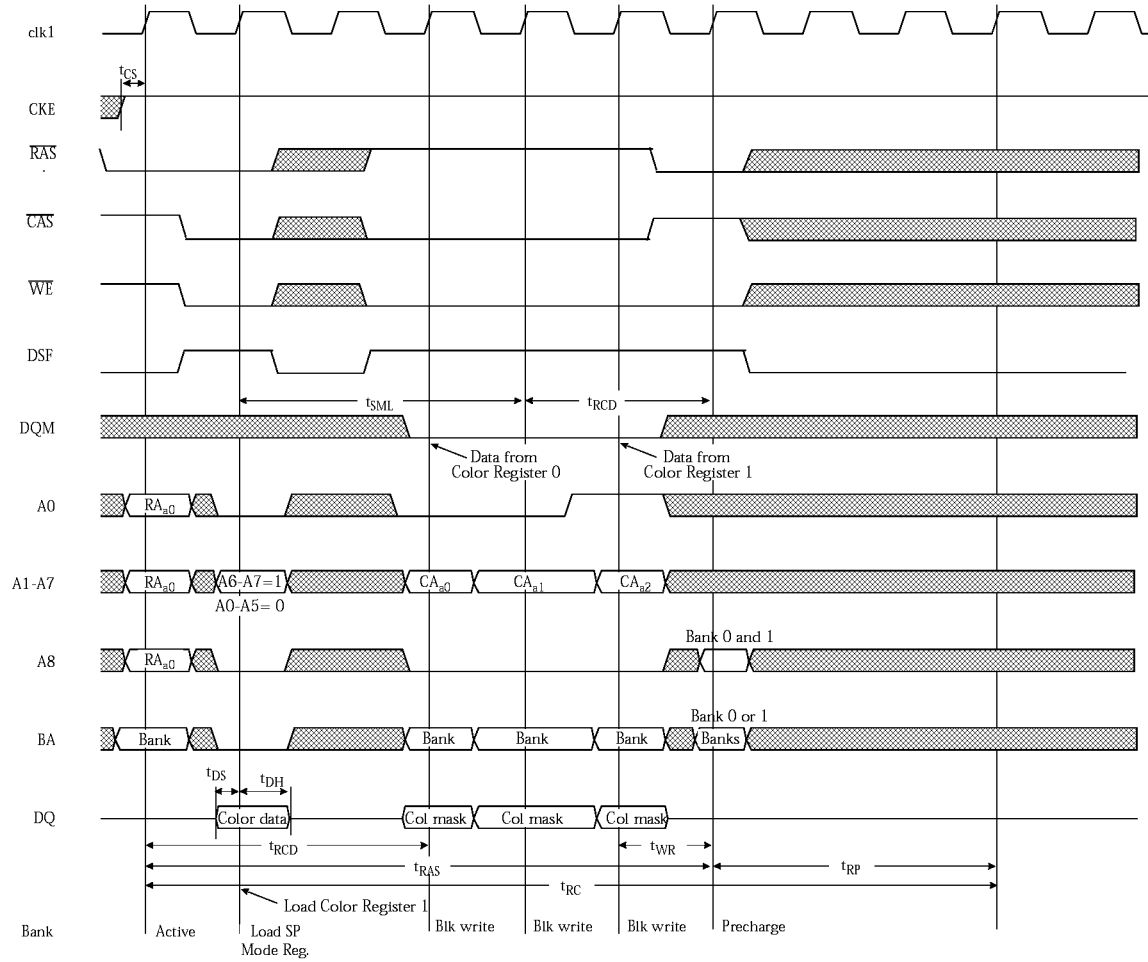 clk1
tCS
CKE
RAS
CAS
WE
DSF
tSML
tRCD
DQM
Data from
Color Register 0
Data from
Color Register 1
A0
RAa0
A1-A7
RAa0
A6-A7=1
CAa0
CAa1
CAa2
A0-A5= 0
Bank 0 and 1
A8
RAa0
Bank 0 or 1
BA
Bank
Bank
Bank
Bank
Banks
tDS
tDH
DQ
Color data
Col mask
Col mask
Col mask
tRCD
tWR
tRAS
tRP
tRC
Load Color Register 1
Bank
Active
Load SP
Mode Reg.
Blk write
Blk write
Blk write
Precharge